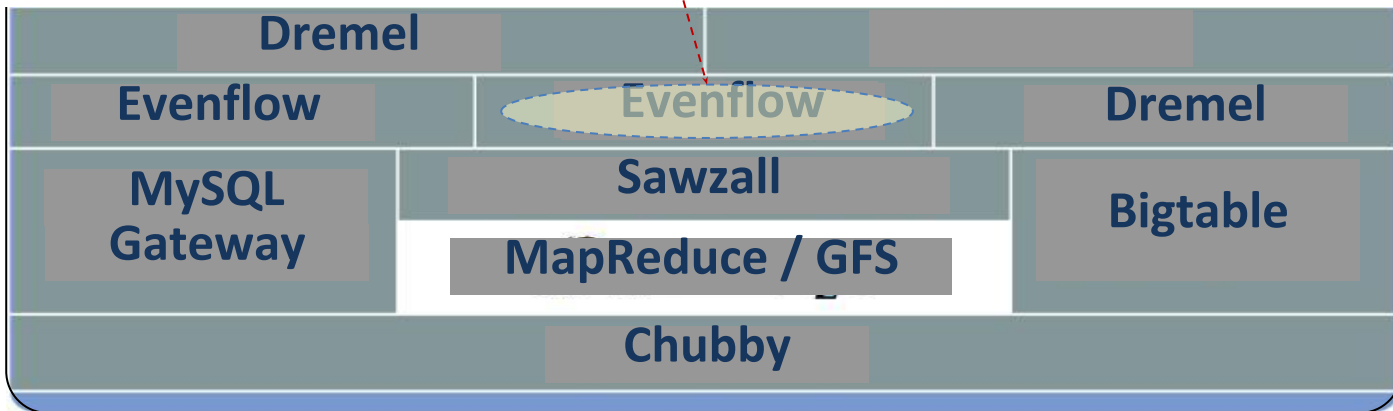 Dremel
Evenflow
Evenflow
Dremel
MySQL
Gateway
Sawzall
MapReduce / GFS
Bigtable
Chubby